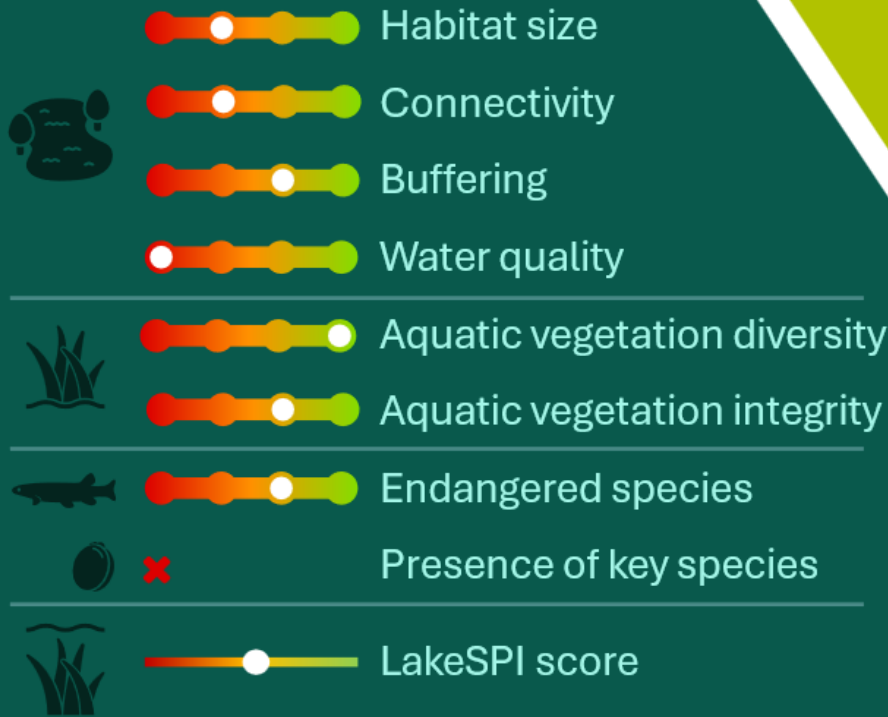 Habitat size
Connectivity
Buffering
Water quality
Aquatic vegetation diversity
Aquatic vegetation integrity
Endangered species
Presence of key species
LakeSPI score